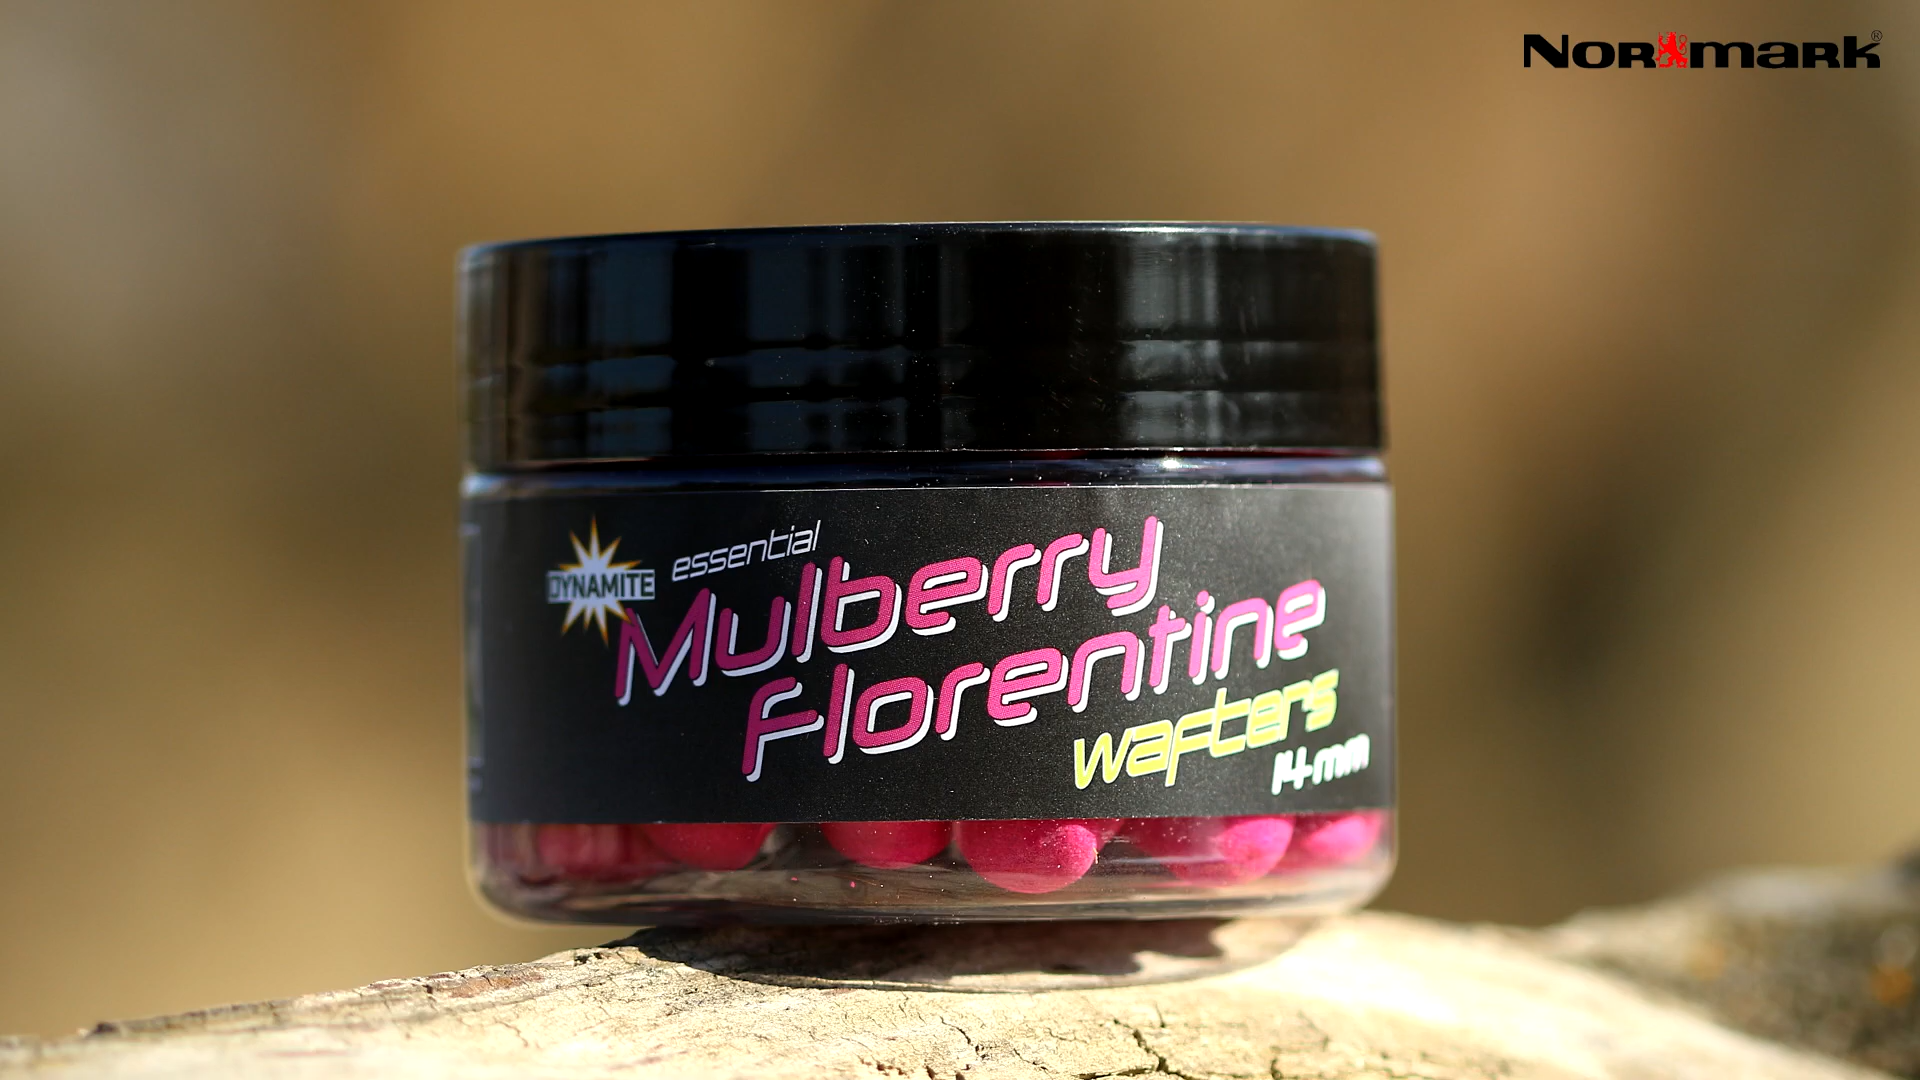 Normark®
DYNAMITE
essential
Mulberry
florentine
wafters
14mm